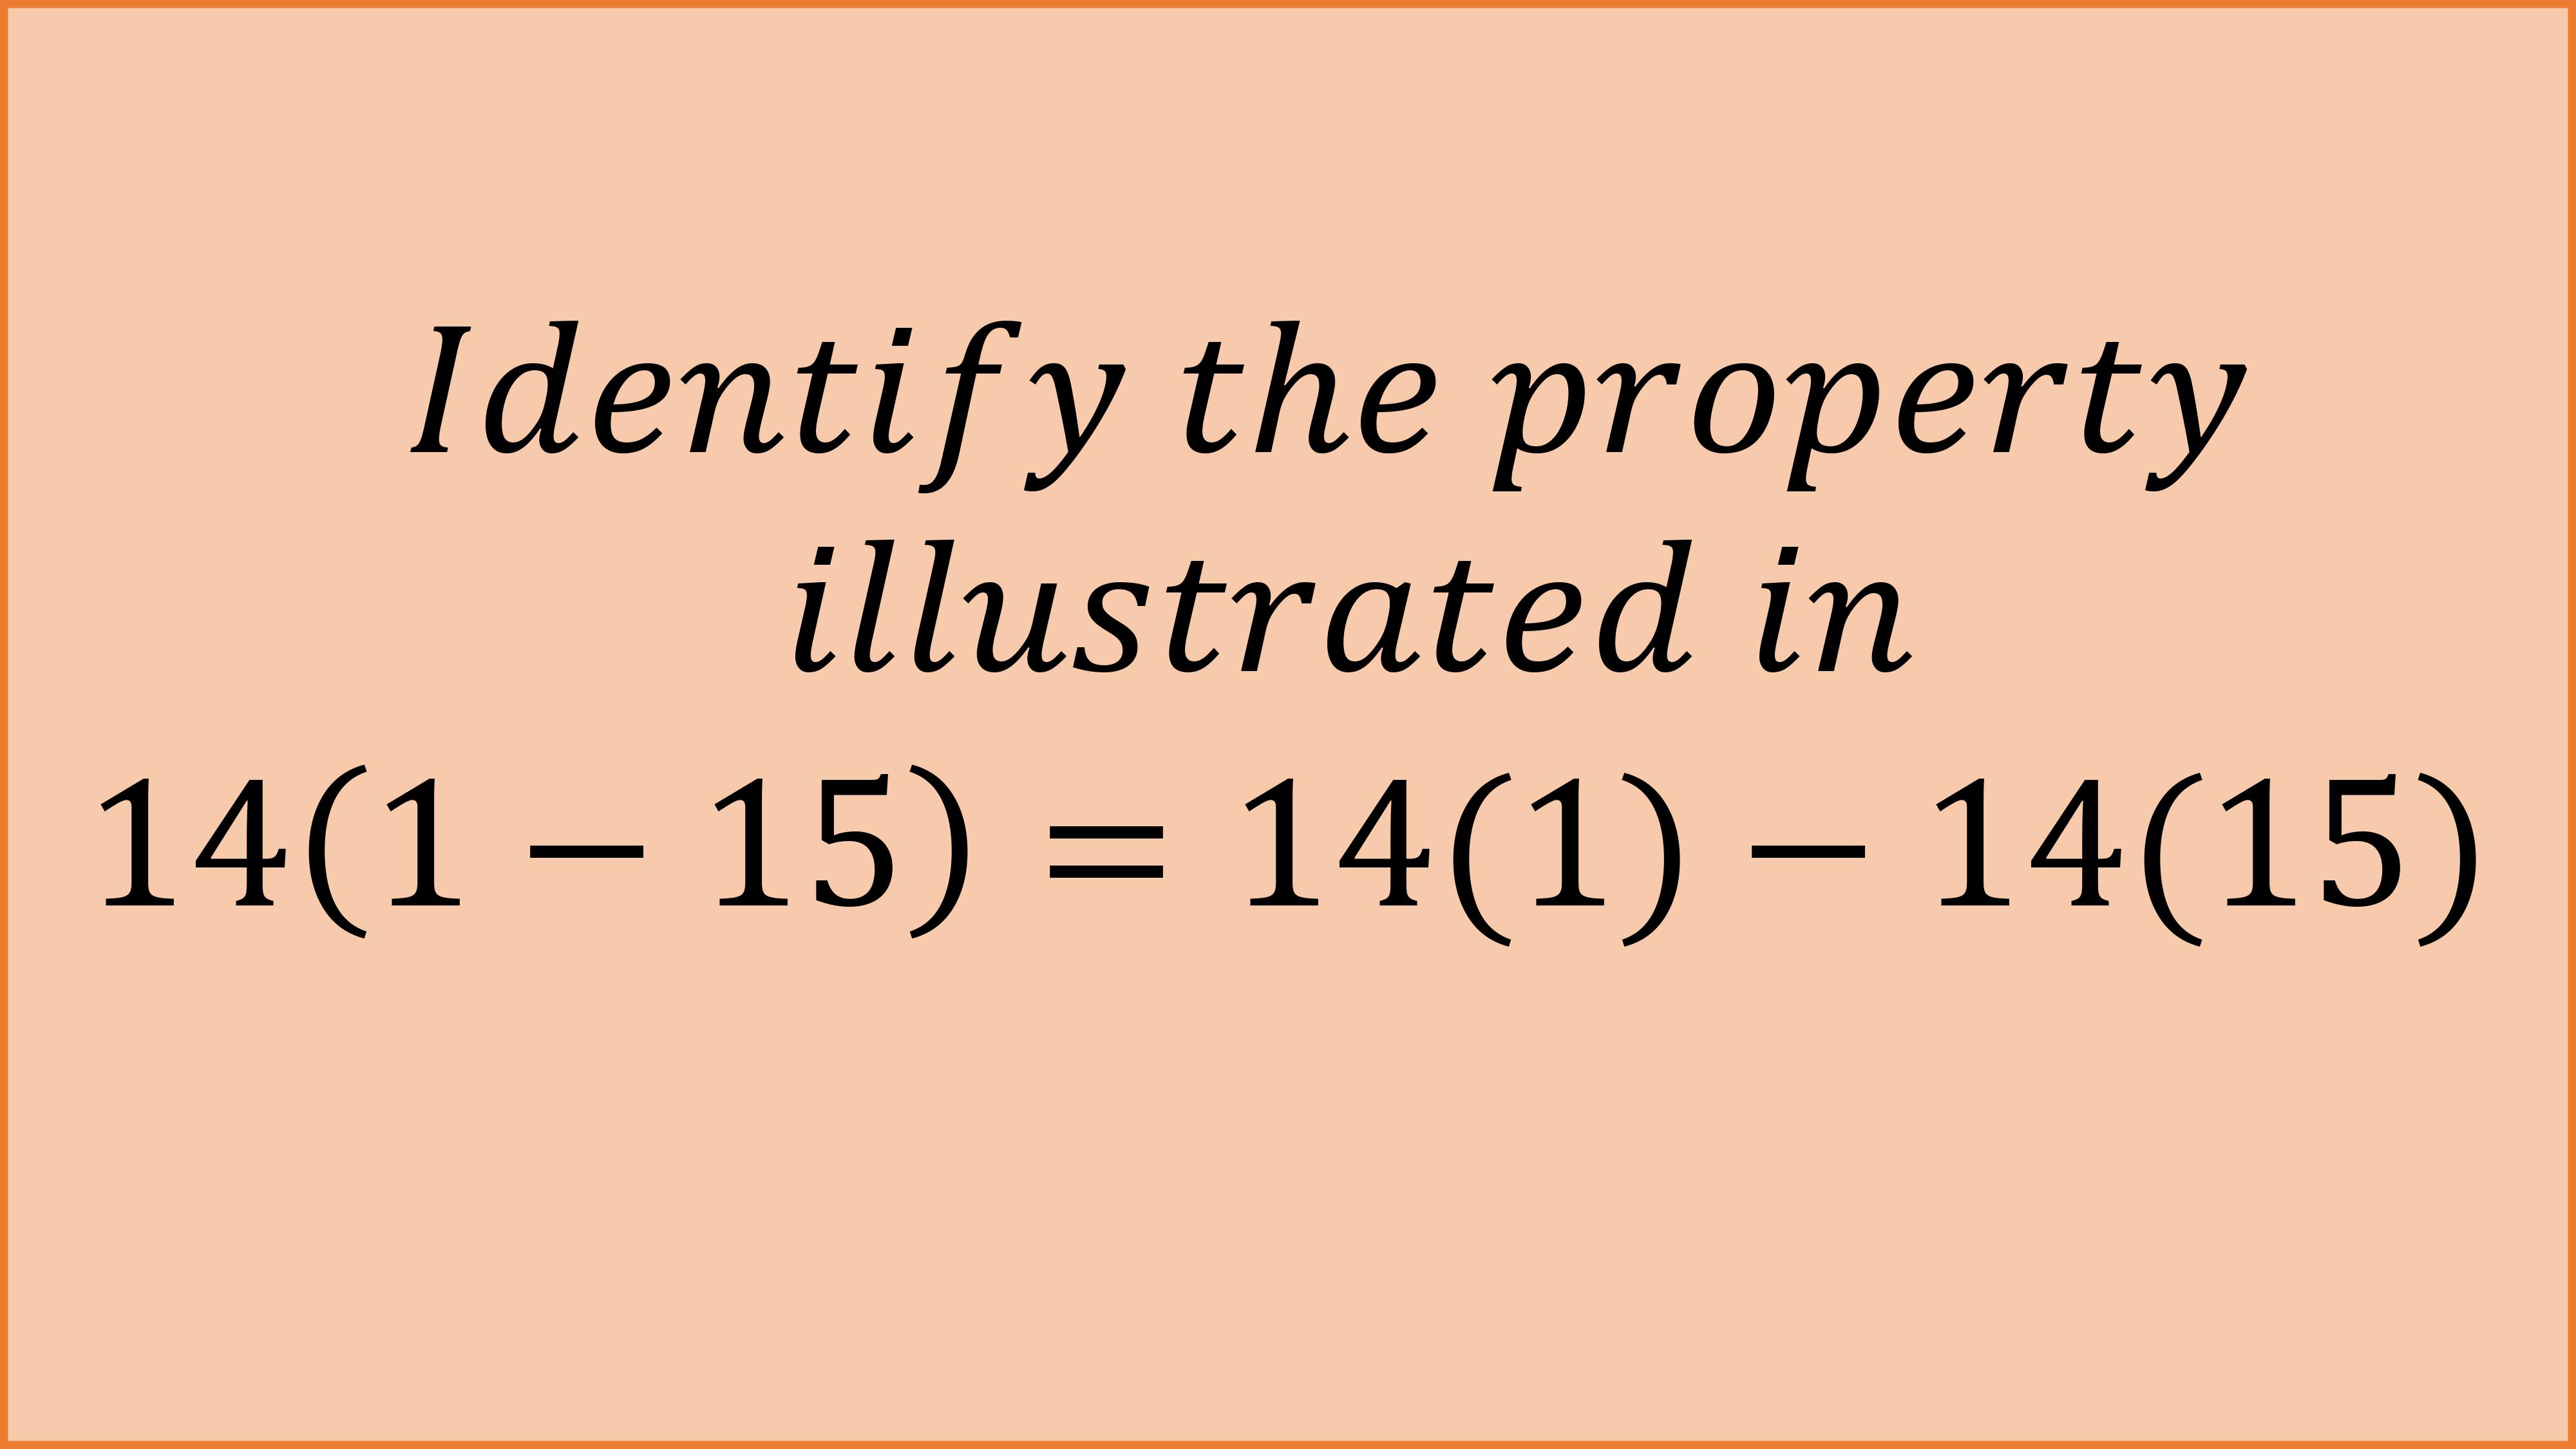 Identify the property
illustrated in
14(1 − 15) = 14(1) − 14(15)